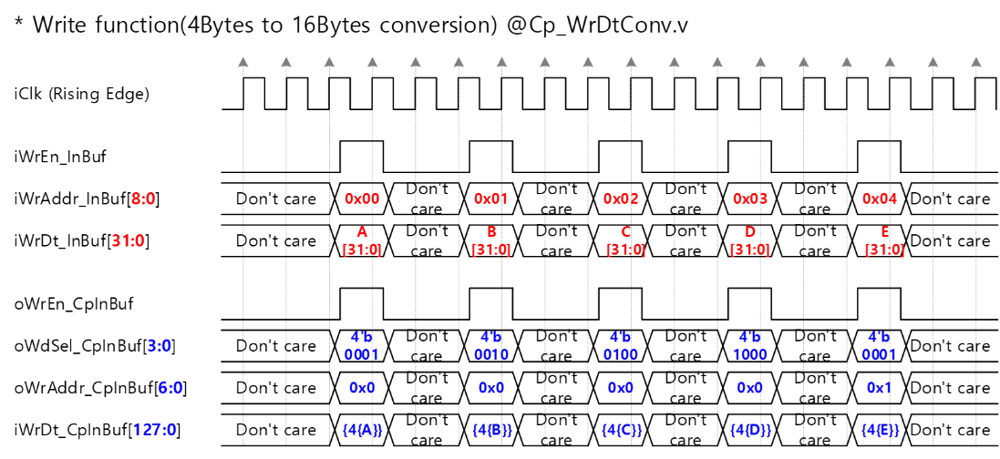 * Write function(4Bytes to 16Bytes conversion) @Cp_WrDtConv.v
iClk (Rising Edge)
iWrEn_InBuf
iWrAddr_InBuf[8:0] Don't care 0x00 Don't care 0x01 Don't care 0x02 Don't care 0x03 Don't care 0x04 Don't care
iWrDt_InBuf[31:0] Don't care A [31:0] Don't care B [31:0] Don't care C [31:0] Don't care D [31:0] Don't care E [31:0] Don't care
oWrEn_CpInBuf
oWdSel_CpInBuf[3:0] Don't care 4'b 0001 Don't care 4'b 0010 Don't care 4'b 0100 Don't care 4'b 1000 Don't care 4'b 0001 Don't care
oWrAddr_CpInBuf[6:0] Don't care 0x0 Don't care 0x0 Don't care 0x0 Don't care 0x0 Don't care 0x1 Don't care
iWrDt_CpInBuf[127:0] Don't care {4{A}} Don't care {4{B}} Don't care {4{C}} Don't care {4{D}} Don't care {4{E}} Don't care